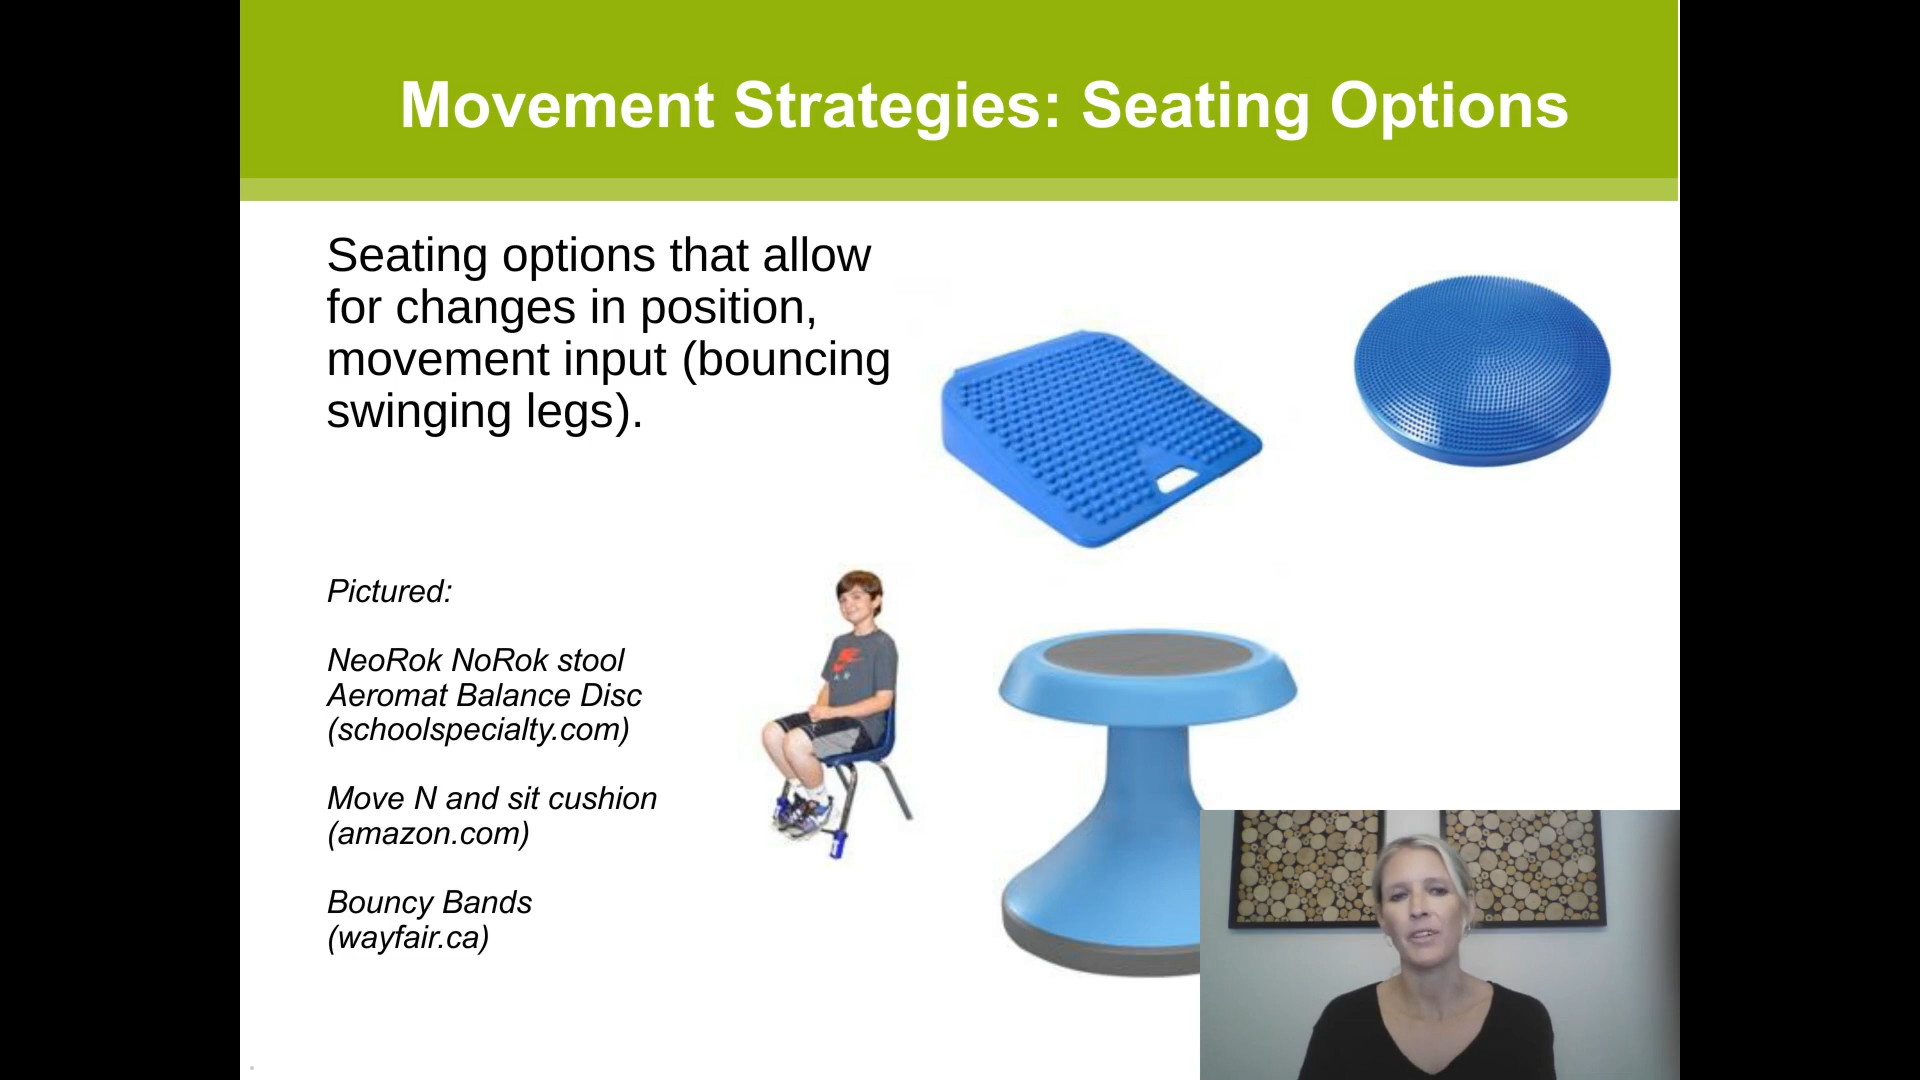 Movement Strategies: Seating Options
Seating options that allow
for changes in position,
movement input (bouncing
swinging legs).
Pictured:
NeoRok NoRok stool
Aeromat Balance Disc
(schoolspecialty.com)
Move N and sit cushion
(amazon.com)
Bouncy Bands
(wayfair.ca)